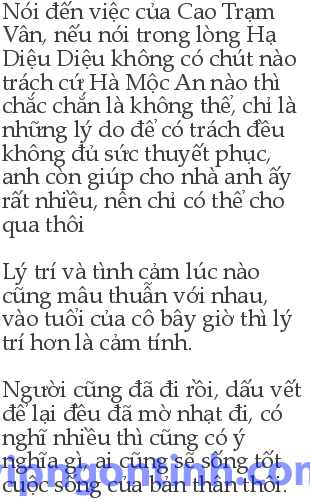 Nói đến việc của Cao Trạm
Vân, nếu nói trong lòng Hạ
Diệu Diệu không có chút nào
trách cứ Hà Mộc An nào thì
chắc chắn là không thể, chỉ là
những lý do để có trách đều
không đủ sức thuyết phục,
anh còn giúp cho nhà anh ấy
rất nhiều, nên chỉ có thể cho
qua thôi
Lý trí và tình cảm lúc nào
cũng mâu thuẫn với nhau,
vào tuổi của cô bây giờ thì lý
trí hơn là cảm tính.
Người cũng đã đi rồi, dấu vết
để lại đều đã mờ nhạt đi, có
nghĩ nhiều thì cũng có ý
nghĩa gì, ai cũng sẽ sống tốt
cuộc sống của bản thân thôi.
vipngontinh.com